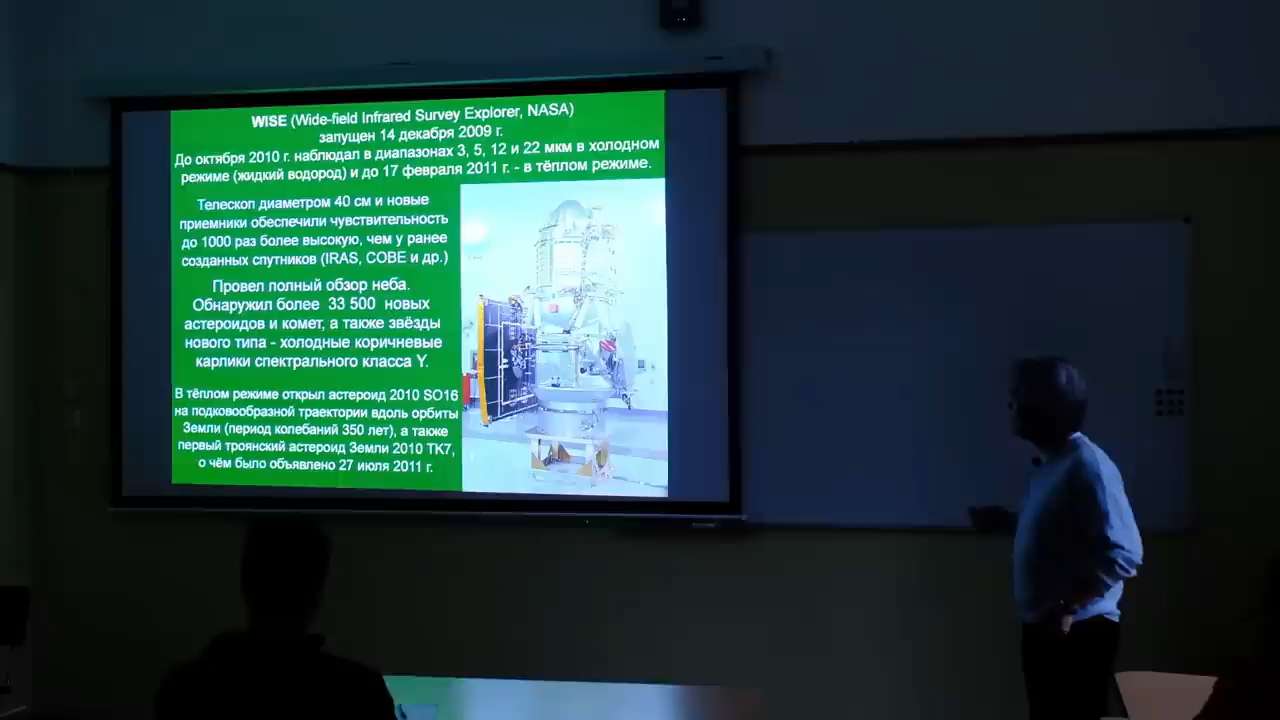 WISE (Wide-field Infrared Survey Explorer, NASA)
запущен 14 декабря 2009 г.
До октября 2010 г. наблюдал в диапазонах 3, 5, 12 и 22 мкм в холодном
режиме (жидкий водород) и до 17 февраля 2011 г. - в тёплом режиме.
Телескоп диаметром 40 см и новые
приемники обеспечили чувствительность
до 1000 раз более высокую, чем у ранее
созданных спутников (IRAS, COBE и др.)
Провел полный обзор неба.
Обнаружил более 33 500 новых
астероидов и комет, а также звёзды
нового типа - холодные коричневые
карлики спектрального класса Y.
В тёплом режиме открыл астероид 2010 SO16
на подковообразной траектории вдоль орбиты
Земли (период колебаний 350 лет), а также
первый троянский астероид Земли 2010 TK7,
о чём было объявлено 27 июля 2011 г.